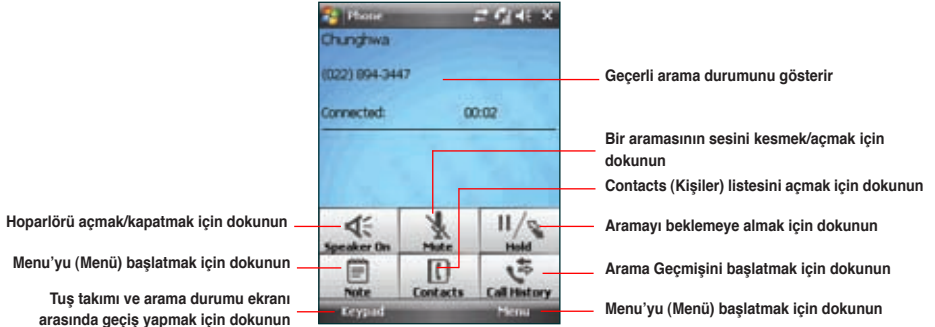 Phone
Chunghwa
(022) 894-3447
Connected: 00:02
Speaker On
Mute
Hold
Note
Contacts
Call History
Keypad
Menu
Hoparlörü açmak/kapatmak için dokunun
Menu'yu (Menü) başlatmak için dokunun
Tuş takımı ve arama durumu ekranı
arasında geçiş yapmak için dokunun
Geçerli arama durumunu gösterir
Bir aramasının sesini kesmek/açmak için
dokunun
Contacts (Kişiler) listesini açmak için dokunun
Aramayı beklemeye almak için dokunun
Arama Geçmişini başlatmak için dokunun
Menu'yu (Menü) başlatmak için dokunun